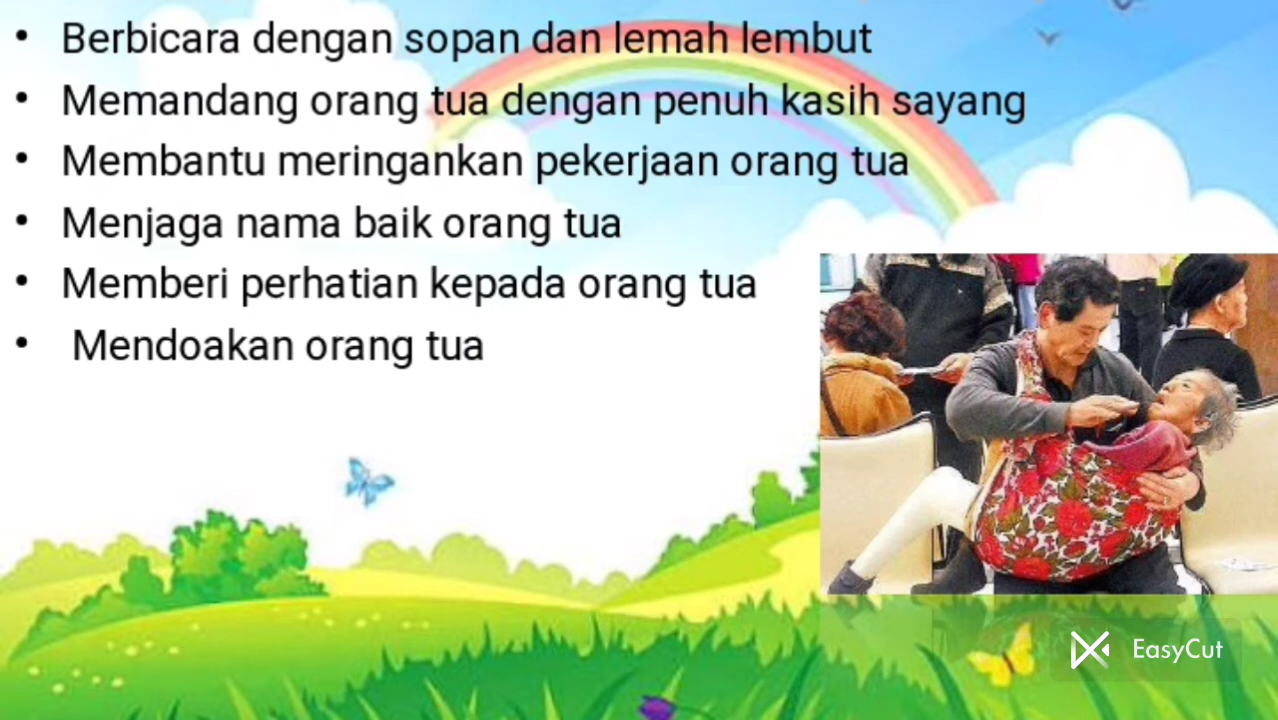 • Berbicara dengan sopan dan lemah lembut
• Memandang orang tua dengan penuh kasih sayang
• Membantu meringankan pekerjaan orang tua
• Menjaga nama baik orang tua
• Memberi perhatian kepada orang tua
• Mendoakan orang tua
EasyCut